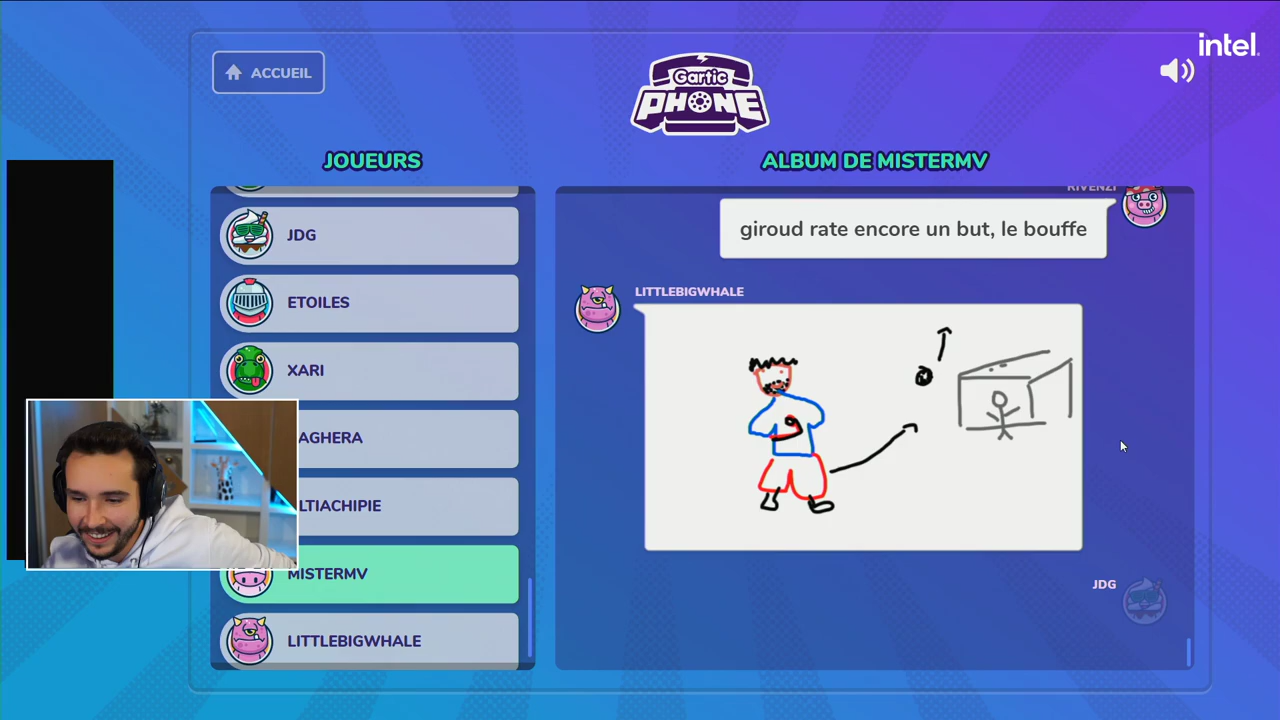 intel.
ACCUEIL
Gartic
PHONE
JOUEURS
ALBUM DE MISTERMV
JDG
ETOILES
XARI
AGHERA
LTIACHIPIE
MISTERMV
LITTLEBIGWHALE
RIVENZI
giroud rate encore un but, le bouffe
LITTLEBIGWHALE
JDG